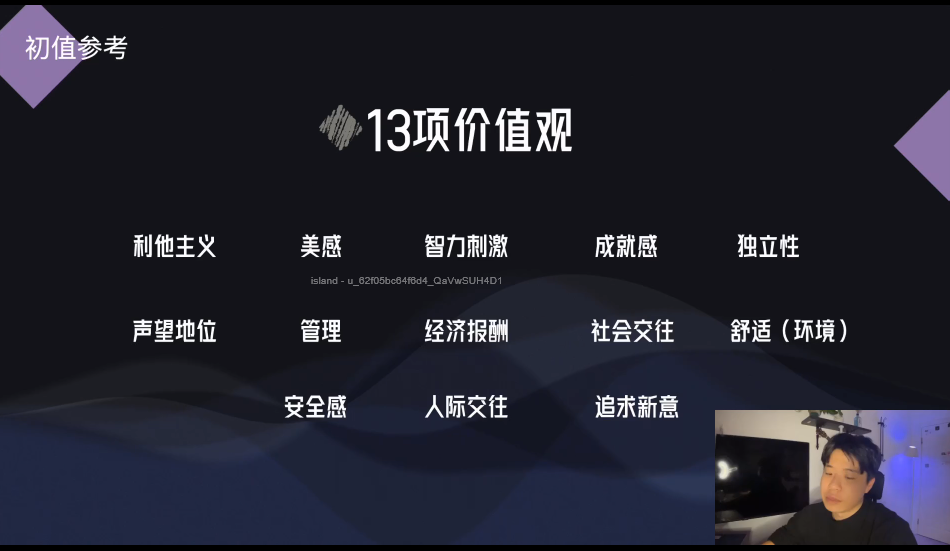 初值参考
13项价值观
利他主义 美感 智力刺激 成就感 独立性
island - u_62f05bc64f6d4_QaVwSUH4D1
声望地位 管理 经济报酬 社会交往 舒适（环境）
安全感 人际交往 追求新意